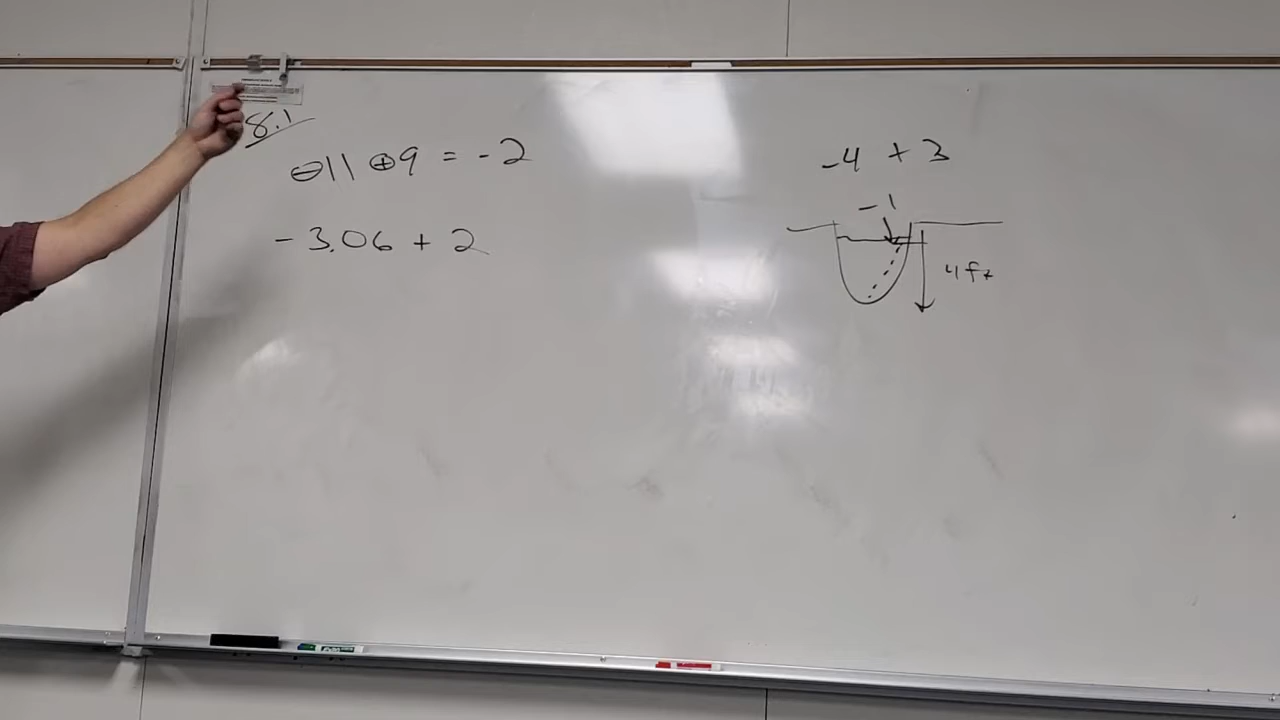 8.1
-11 +9 = -2
-3.06 + 2
-4 + 3
-1
4ft